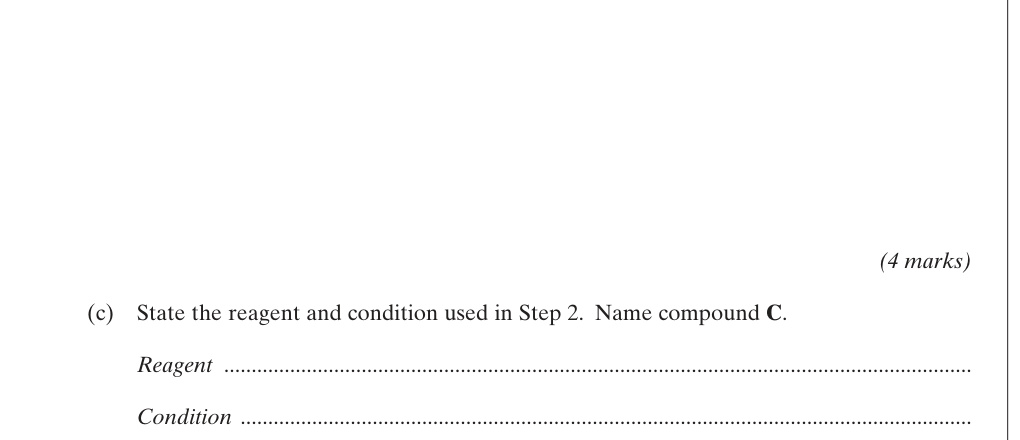 (4 marks)
(c) State the reagent and condition used in Step 2. Name compound C.
Reagent ................................................................................................................................
Condition .............................................................................................................................